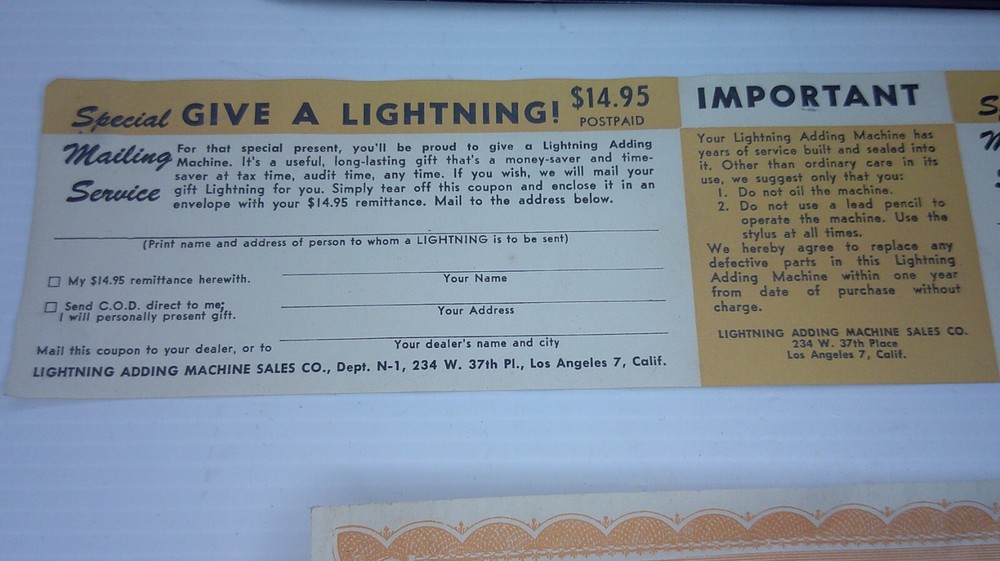 Special GIVE A LIGHTNING! $14.95
POSTPAID
Mailing
Service
For that special present, you'll be proud to give a Lightning Adding
Machine. It's a useful, long-lasting gift that's a money-saver and time-
saver at tax time, audit time, any time. If you wish, we will mail your
gift Lightning for you. Simply tear off this coupon and enclose it in an
envelope with your $14.95 remittance. Mail to the address below.
(Print name and address of person to whom a LIGHTNING is to be sent)
☐ My $14.95 remittance herewith.
Your Name
☐ Send C.O.D. direct to me;
I will personally present gift.
Your Address
Your dealer's name and city
Mail this coupon to your dealer, or to
LIGHTNING ADDING MACHINE SALES CO., Dept. N-1, 234 W. 37th Pl., Los Angeles 7, Calif.
IMPORTANT
Your Lightning Adding Machine has
years of service built and sealed into
it. Other than ordinary care in its
use, we suggest only that you:
1. Do not oil the machine.
2. Do not use a lead pencil to
operate the machine. Use the
stylus at all times.
We hereby agree to replace any
defective parts in this Lightning
Adding Machine within one year
from date of purchase without
charge.
LIGHTNING ADDING MACHINE SALES CO.
234 W. 37th Place
Los Angeles 7, Calif.